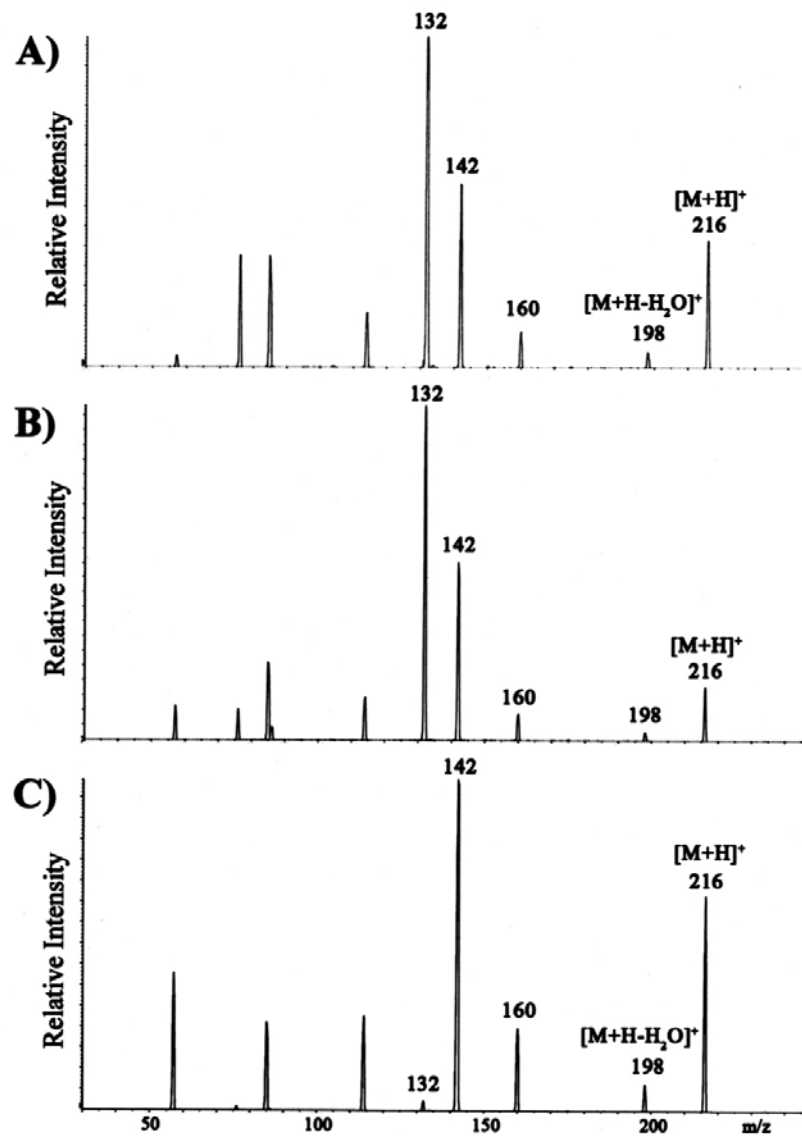 A)
Relative Intensity
132
142
160
[M+H-H₂O]⁺
198
[M+H]⁺
216
B)
Relative Intensity
132
142
160
198
[M+H]⁺
216
C)
Relative Intensity
132
142
160
[M+H-H₂O]⁺
198
[M+H]⁺
216
50 100 150 200 m/z